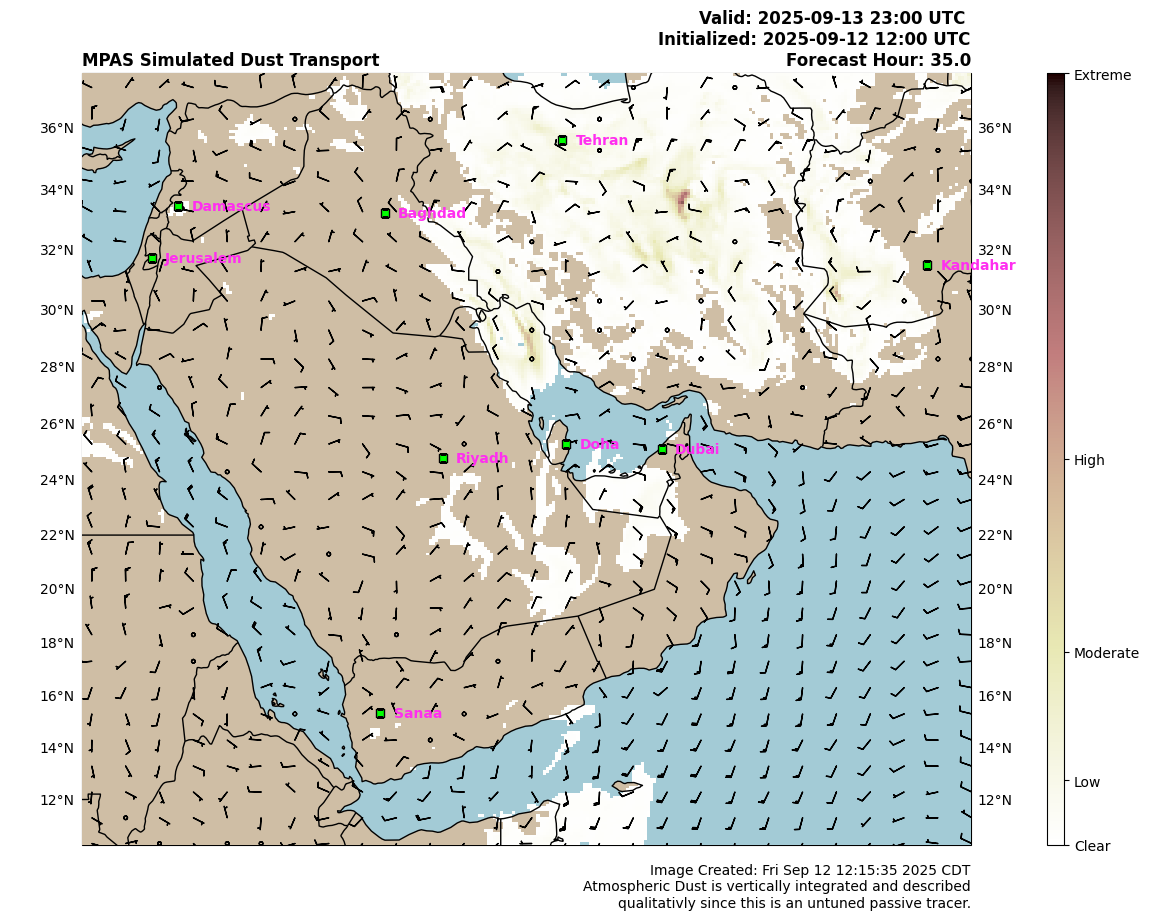 Valid: 2025-09-13 23:00 UTC
Initialized: 2025-09-12 12:00 UTC
MPAS Simulated Dust Transport
Forecast Hour: 35.0
Extreme
High
Moderate
Low
Clear
36°N
34°N
32°N
30°N
28°N
26°N
24°N
22°N
20°N
18°N
16°N
14°N
12°N
Tehran
Damascus
Baghdad
Jerusalem
Kandahar
Doha
Dubai
Riyadh
Sanaa
36°N
34°N
32°N
30°N
28°N
26°N
24°N
22°N
20°N
18°N
16°N
14°N
12°N
Image Created: Fri Sep 12 12:15:35 2025 CDT
Atmospheric Dust is vertically integrated and described
qualitativly since this is an untuned passive tracer.